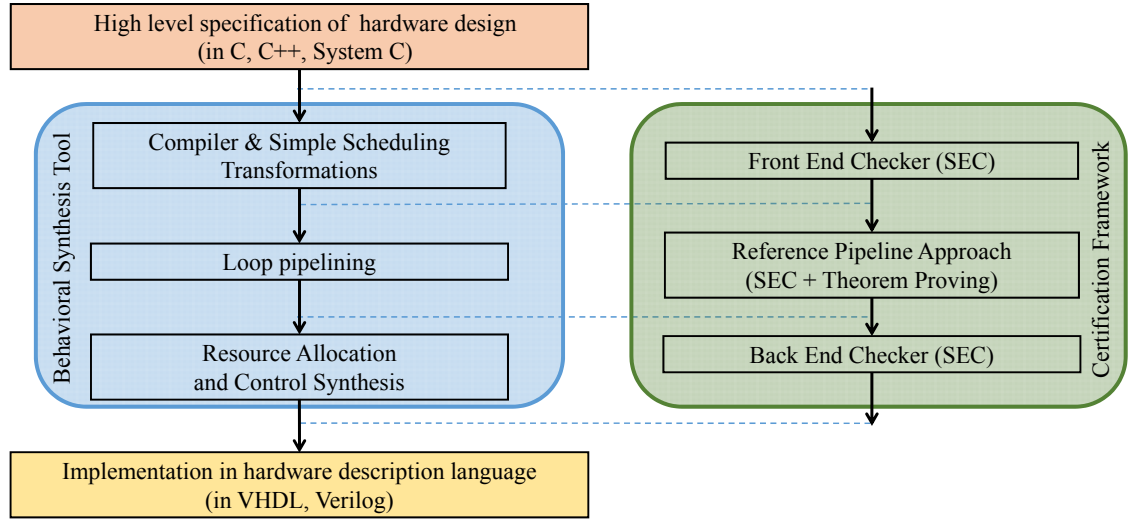 High level specification of hardware design
(in C, C++, System C)
Behavioral Synthesis Tool
Compiler & Simple Scheduling
Transformations
Loop pipelining
Resource Allocation
and Control Synthesis
Implementation in hardware description language
(in VHDL, Verilog)
Front End Checker (SEC)
Reference Pipeline Approach
(SEC + Theorem Proving)
Back End Checker (SEC)
Certification Framework